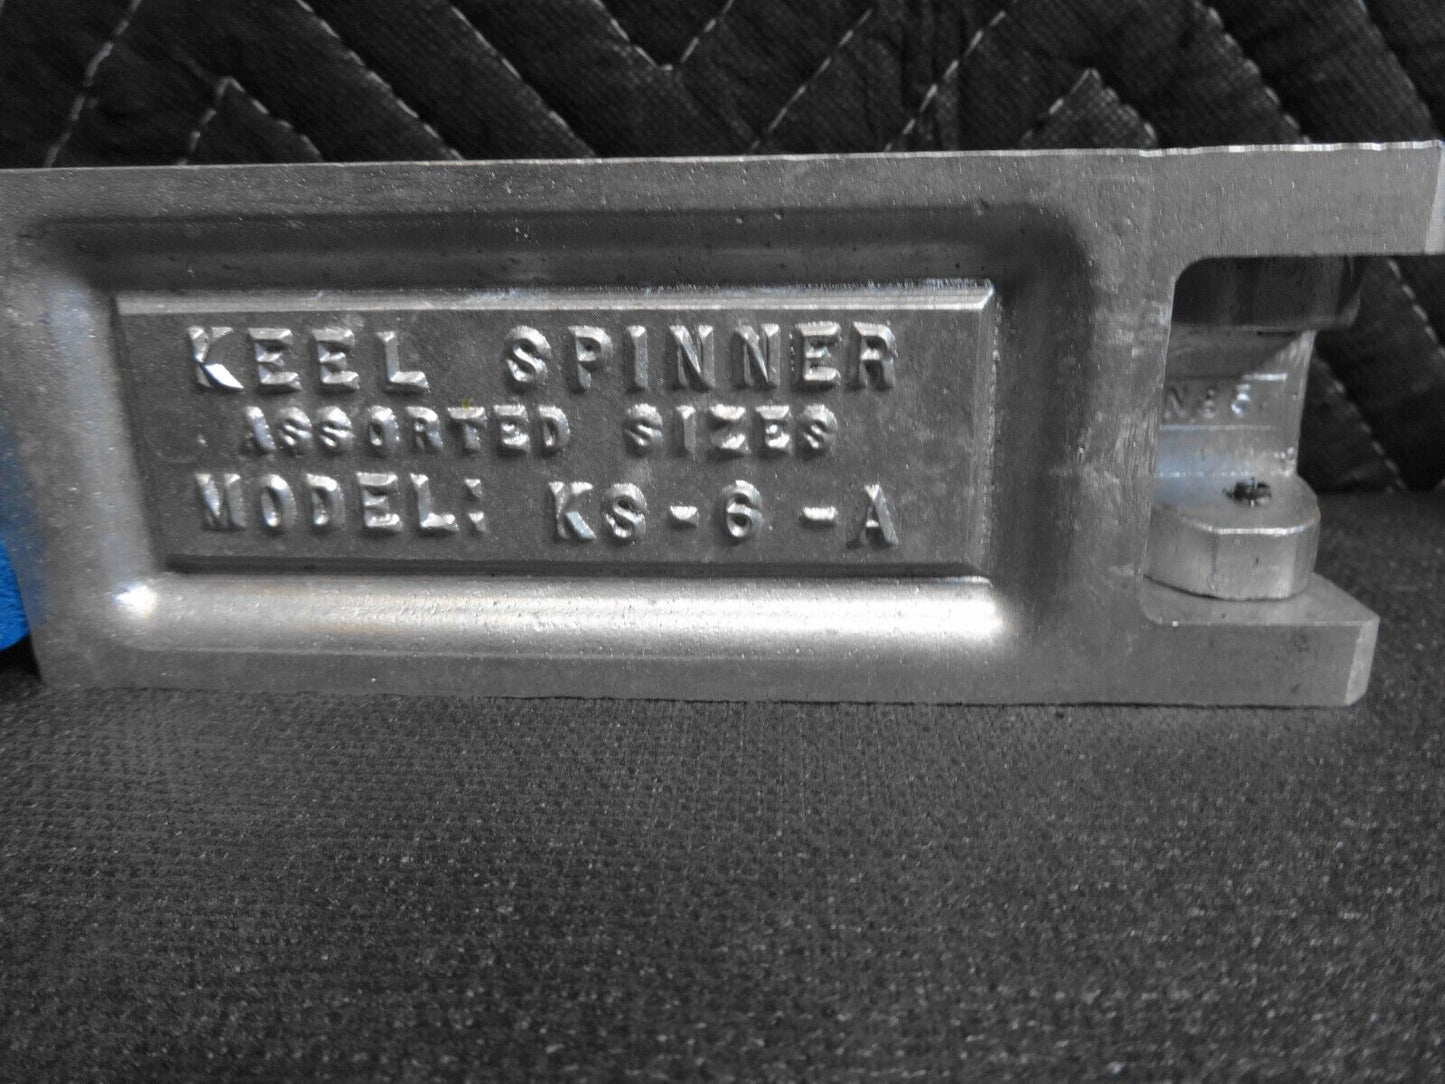 KEEL SPINNER
ASSORTED SIZES
MODEL: KS-6-A